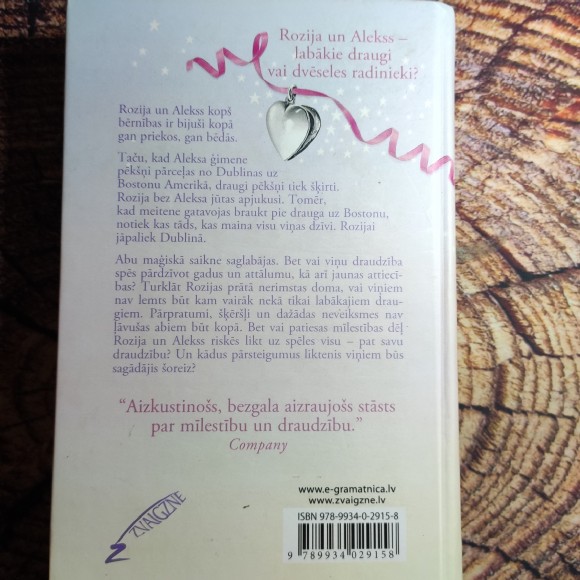 Rozija un Alekss –
labākie draugi
vai dvēseles radinieki?
Rozija un Alekss kopš
bērnības ir bijuši kopā
gan priekos, gan bēdās.
Taču, kad Aleksa ģimene
pēkšņi pārceļas no Dublinas uz
Bostonu Amerikā, draugi pēkšņi tiek šķirti.
Rozija bez Aleksa jūtas apjukusi. Tomēr,
kad meitene gatavojas braukt pie drauga uz Bostonu,
notiek kas tāds, kas maina visu viņas dzīvi. Rozijai
jāpaliek Dublinā.
Abu maģiskā saikne saglabājas. Bet vai viņu draudzība
spēs pārdzīvot gadus un attālumu, kā arī jaunas attiecī-
bas? Turklāt Rozijas prātā nerimstas doma, vai viņiem
nav lemts būt kam vairāk nekā tikai labākajiem drau-
giem. Pārpratumi, šķēršļi un dažādas neveiksmes nav
ļāvušas abiem būt kopā. Bet vai patiesas mīlestības dēļ
Rozija un Alekss riskēs likt uz spēles visu – pat savu
draudzību? Un kādus pārsteigumus liktenis viņiem būs
sagādājis šoreiz?
“Aizkustinošs, bezgala aizraujošs stāsts
par mīlestību un draudzību.”
Company
ZVAIGZNE
www.e-gramatnica.lv
www.zvaigzne.lv
ISBN 978-9934-0-2915-8
9 789934 029158